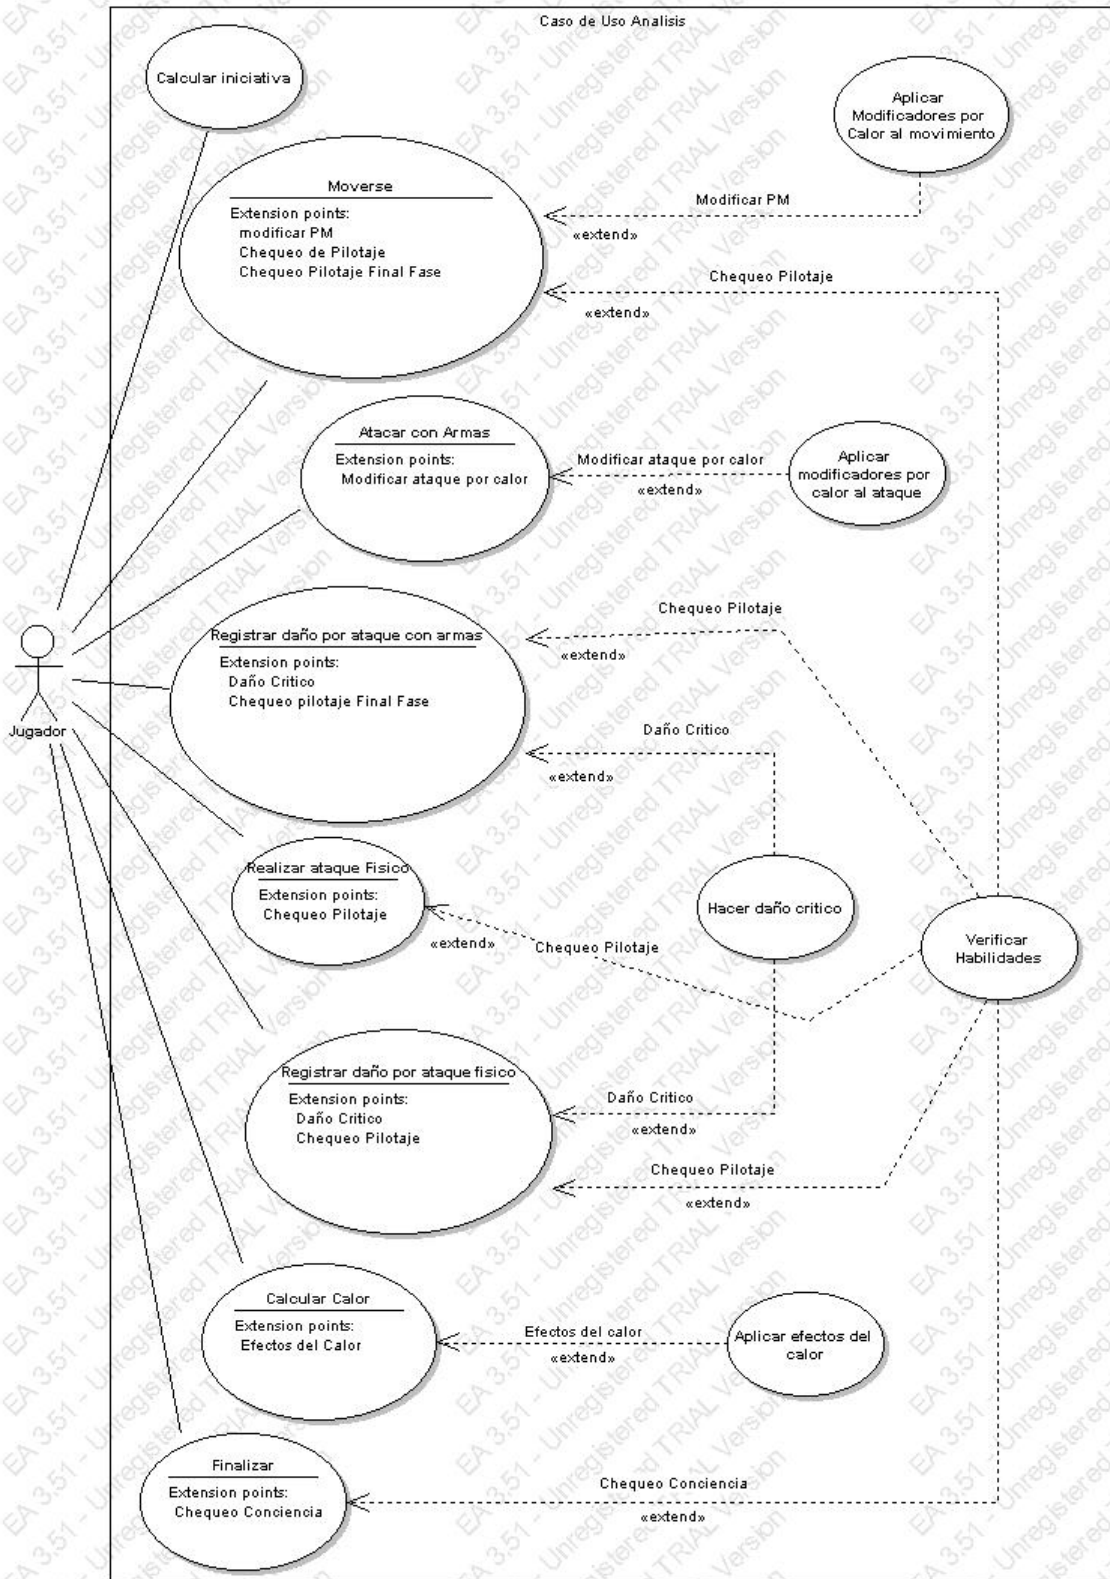 Caso de Uso Analisis
Calcular iniciativa
Aplicar
Modificadores por
Calor al movimiento
Moverse
Extension points:
modificar PM
Chequeo de Pilotaje
Chequeo Pilotaje Final Fase
Modificar PM
«extend»
Chequeo Pilotaje
«extend»
Atacar con Armas
Extension points:
Modificar ataque por calor
Modificar ataque por calor
«extend»
Aplicar
modificadores por
calor al ataque
Registrar daño por ataque con armas
Extension points:
Daño Critico
Chequeo pilotaje Final Fase
Chequeo Pilotaje
«extend»
Jugador
Daño Critico
«extend»
Realizar ataque Fisico
Extension points:
Chequeo Pilotaje
«extend»
Chequeo Pilotaje
Hacer daño critico
Verificar
Habilidades
Registrar daño por ataque fisico
Extension points:
Daño Critico
Chequeo Pilotaje
Daño Critico
«extend»
Chequeo Pilotaje
«extend»
Calcular Calor
Extension points:
Efectos del Calor
Efectos del calor
«extend»
Aplicar efectos del
calor
Finalizar
Extension points:
Chequeo Conciencia
Chequeo Conciencia
«extend»
EA 3.51 - Unregistered TRIAL Version